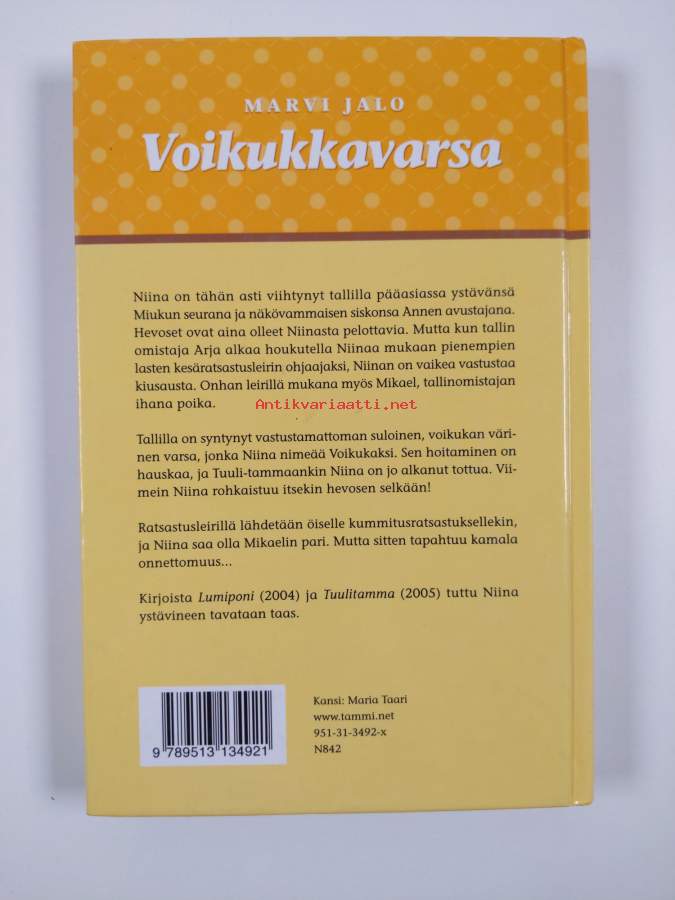 MARVI JALO
Voikukkavarsa
Niina on tähän asti viihtynyt tallilla pääasiassa ystävänsä
Miukun seurana ja näkövammaisen siskonsa Annen avustajana.
Hevoset ovat aina olleet Niinasta pelottavia. Mutta kun tallin
omistaja Arja alkaa houkutella Niinaa mukaan pienempien
lasten kesäratsastusleirin ohjaajaksi, Niinan on vaikea vastustaa
kiusausta. Onhan leirillä mukana myös Mikael, tallinomistajan
ihana poika.
Antikvariaatti.net
Tallilla on syntynyt vastustamattoman suloinen, voikukan väri-
nen varsa, jonka Niina nimeää Voikukaksi. Sen hoitaminen on
hauskaa, ja Tuuli-tammaankin Niina on jo alkanut tottua. Vii-
mein Niina rohkaistuu itsekin hevosen selkään!
Ratsastusleirillä lähdetään öiselle kummitusratsastuksellekin,
ja Niina saa olla Mikaelin pari. Mutta sitten tapahtuu kamala
onnettomuus...
Kirjoista Lumiponi (2004) ja Tuulitamma (2005) tuttu Niina
ystävineen tavataan taas.
9 789513 134921
Kansi: Maria Taari
www.tammi.net
951-31-3492-x
N842